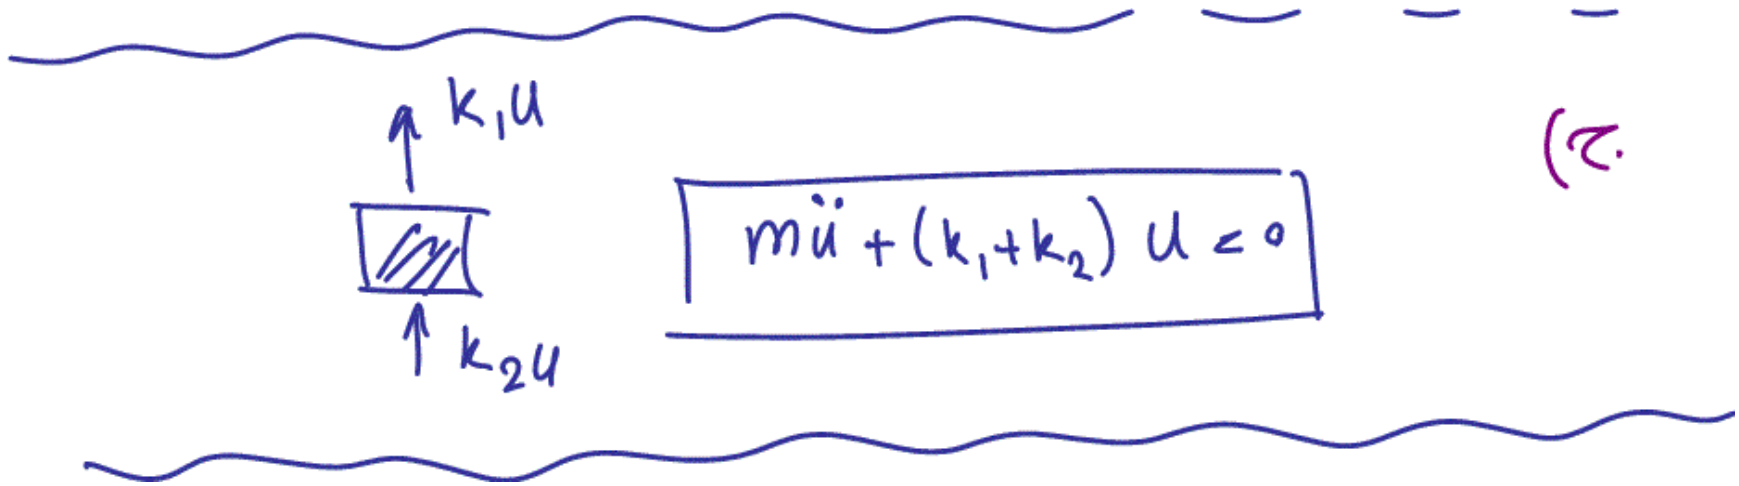 k₁u
mü + (k₁+k₂) u = 0
k₂u